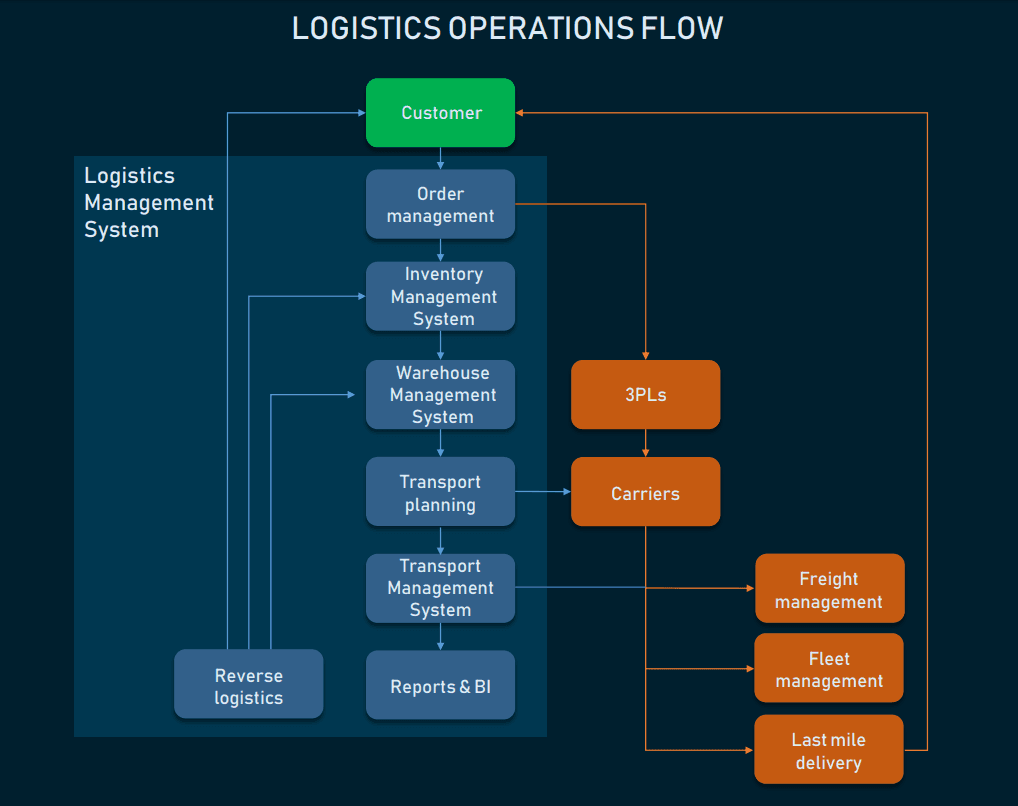 LOGISTICS OPERATIONS FLOW
Customer
Logistics
Management
System
Order
management
Inventory
Management
System
Warehouse
Management
System
3PLs
Transport
planning
Carriers
Transport
Management
System
Freight
management
Fleet
management
Reverse
logistics
Reports & BI
Last mile
delivery